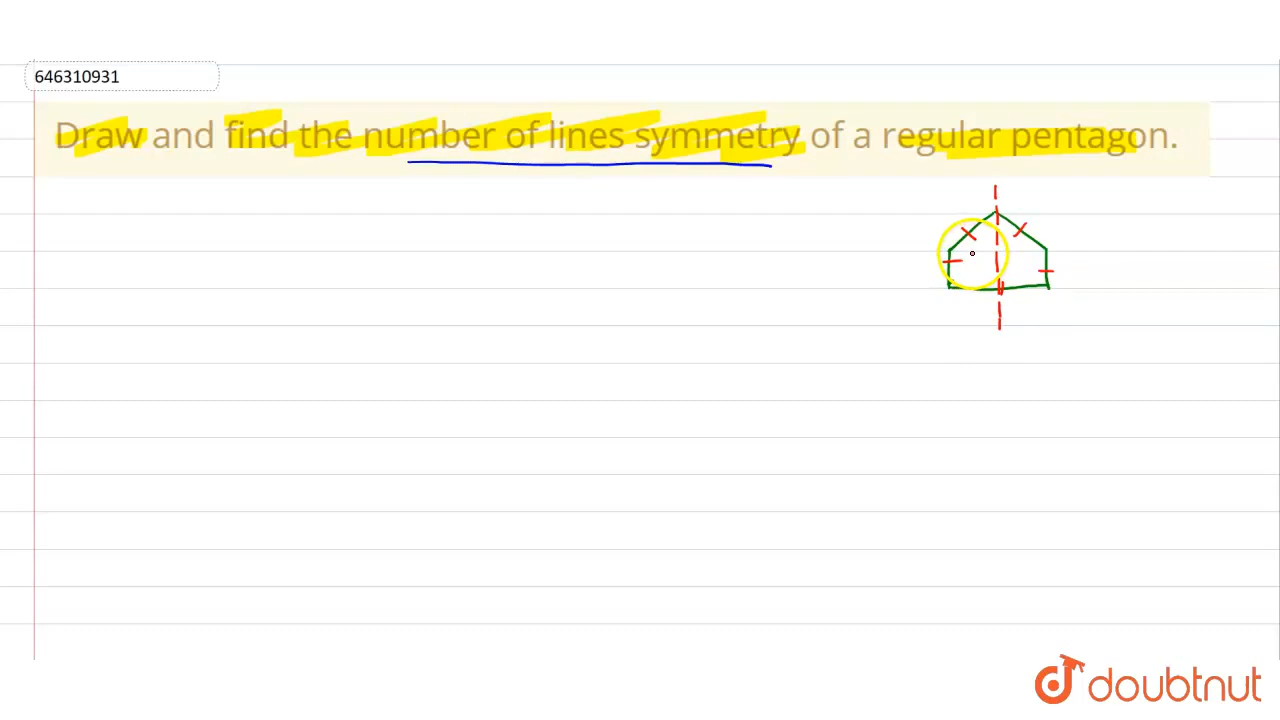 646310931
Draw and find the number of lines symmetry of a regular pentagon.
doubtnut